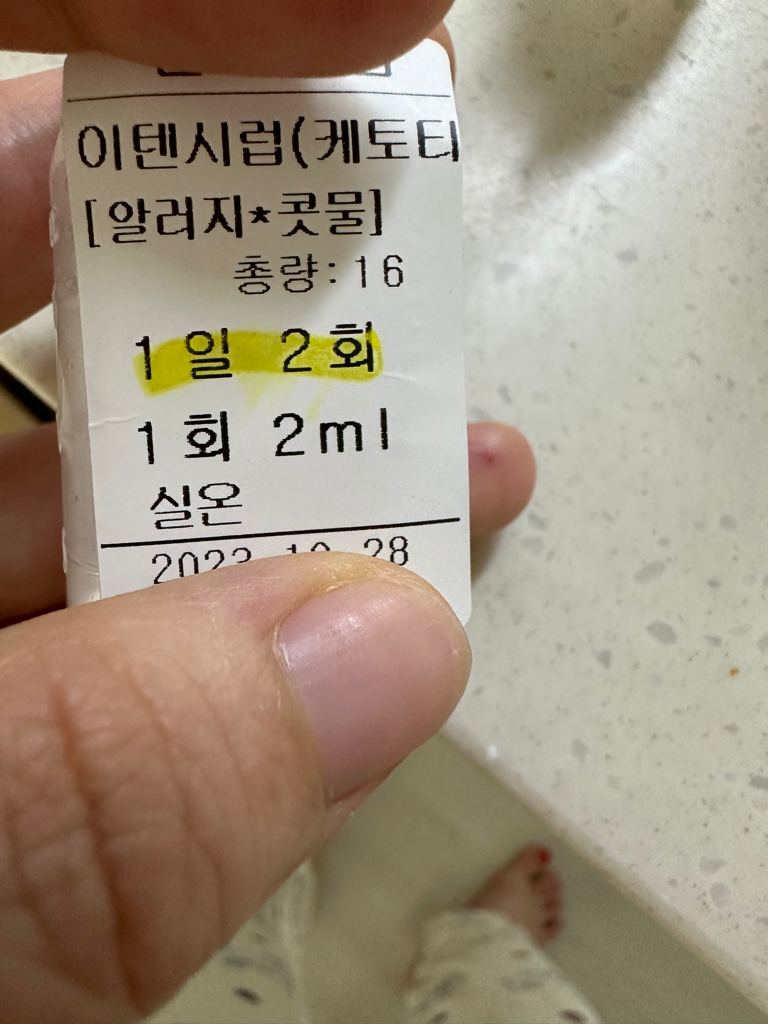 이텐시럽(케토티
[알러지*콧물]
총량:16
1일 2회
1회 2ml
실온
28